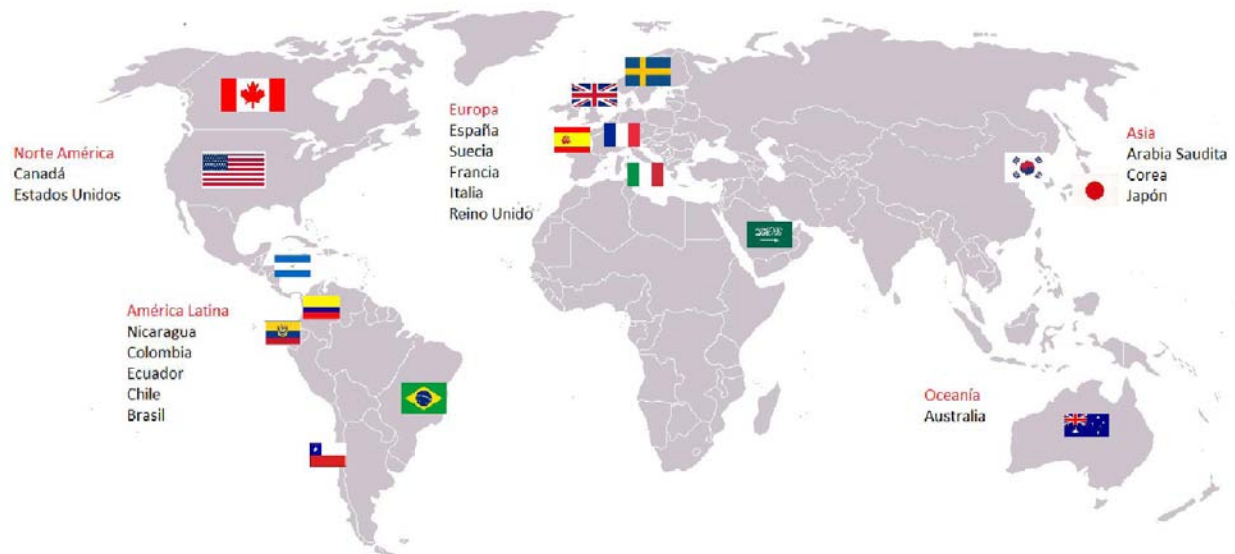 Norte América
Canadá
Estados Unidos
América Latina
Nicaragua
Colombia
Ecuador
Chile
Brasil
Europa
España
Suecia
Francia
Italia
Reino Unido
Asia
Arabia Saudita
Corea
Japón
Oceanía
Australia